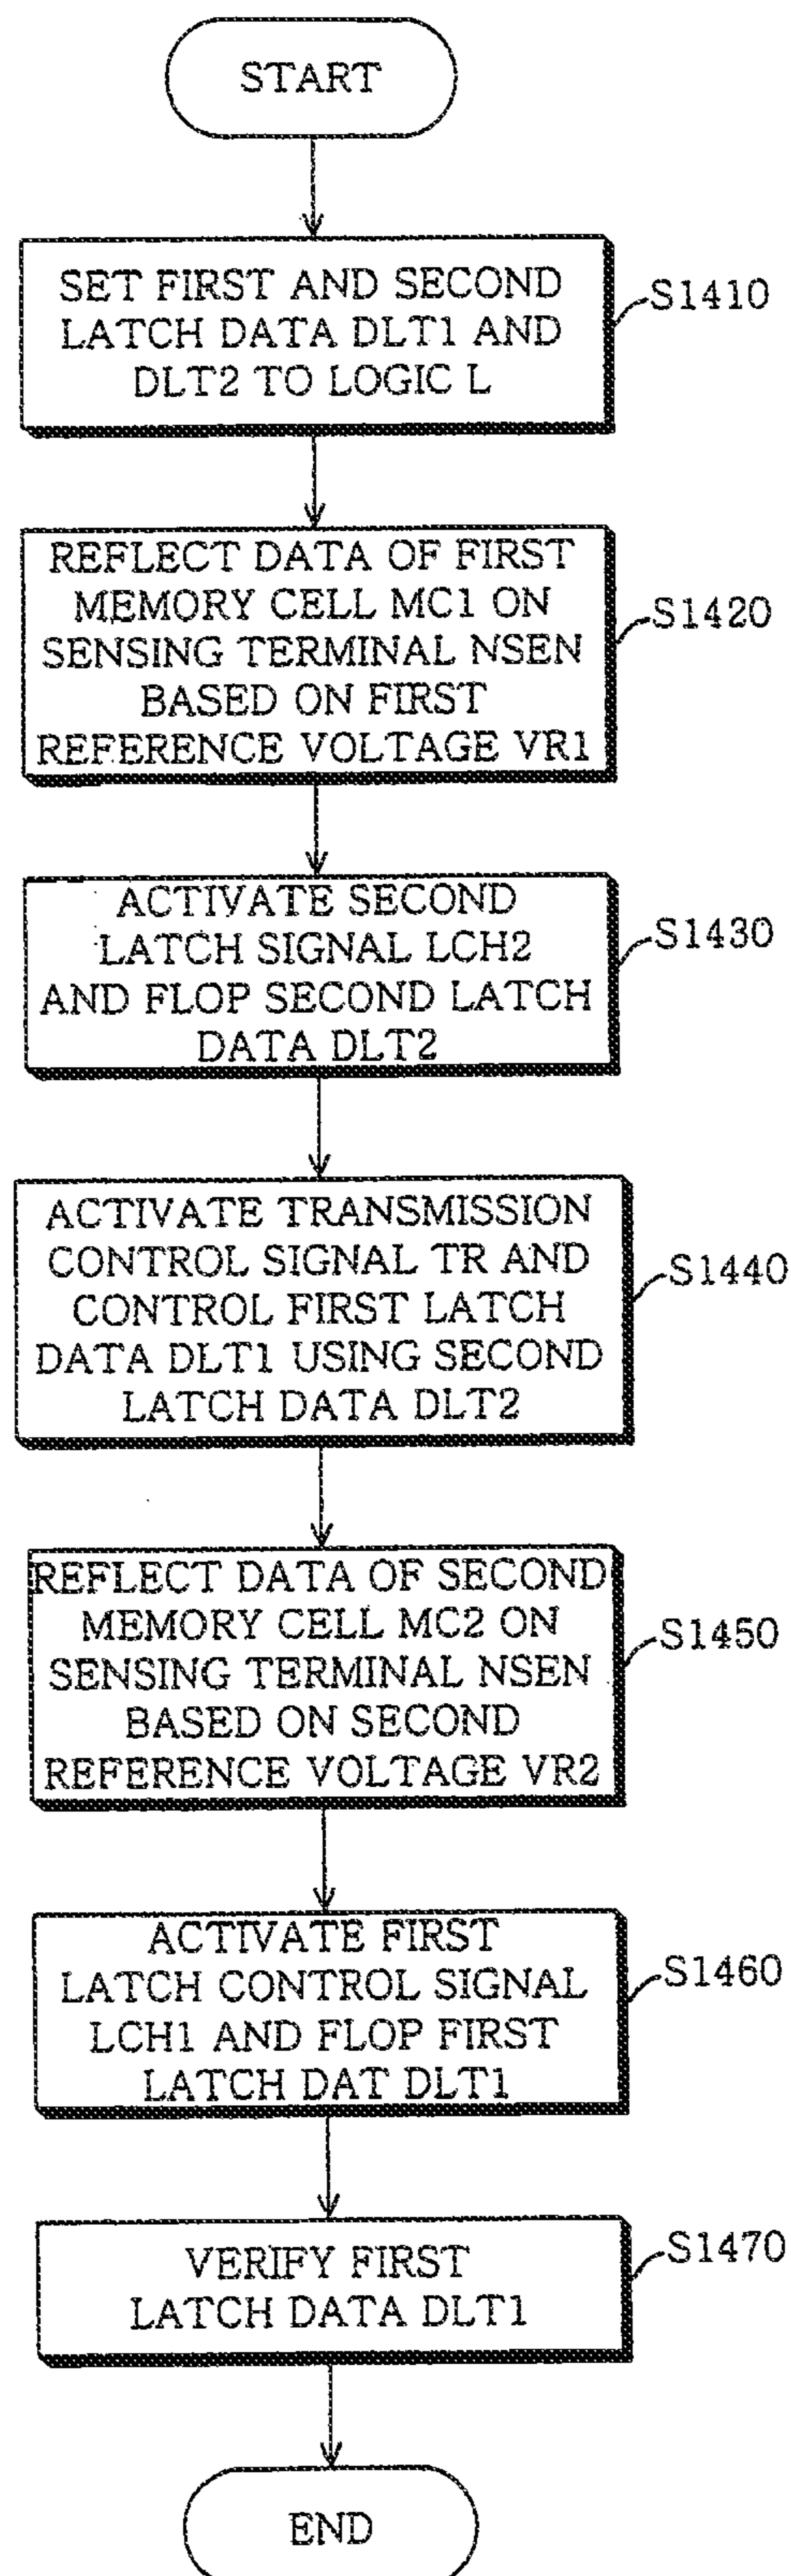 START
SET FIRST AND SECOND
LATCH DATA DLT1 AND
DLT2 TO LOGIC L
S1410
REFLECT DATA OF FIRST
MEMORY CELL MC1 ON
SENSING TERMINAL NSEN
BASED ON FIRST
REFERENCE VOLTAGE VR1
S1420
ACTIVATE SECOND
LATCH SIGNAL LCH2
AND FLOP SECOND LATCH
DATA DLT2
S1430
ACTIVATE TRANSMISSION
CONTROL SIGNAL TR AND
CONTROL FIRST LATCH
DATA DLT1 USING SECOND
LATCH DATA DLT2
S1440
REFLECT DATA OF SECOND
MEMORY CELL MC2 ON
SENSING TERMINAL NSEN
BASED ON SECOND
REFERENCE VOLTAGE VR2
S1450
ACTIVATE FIRST
LATCH CONTROL SIGNAL
LCH1 AND FLOP FIRST
LATCH DAT DLT1
S1460
VERIFY FIRST
LATCH DATA DLT1
S1470
END